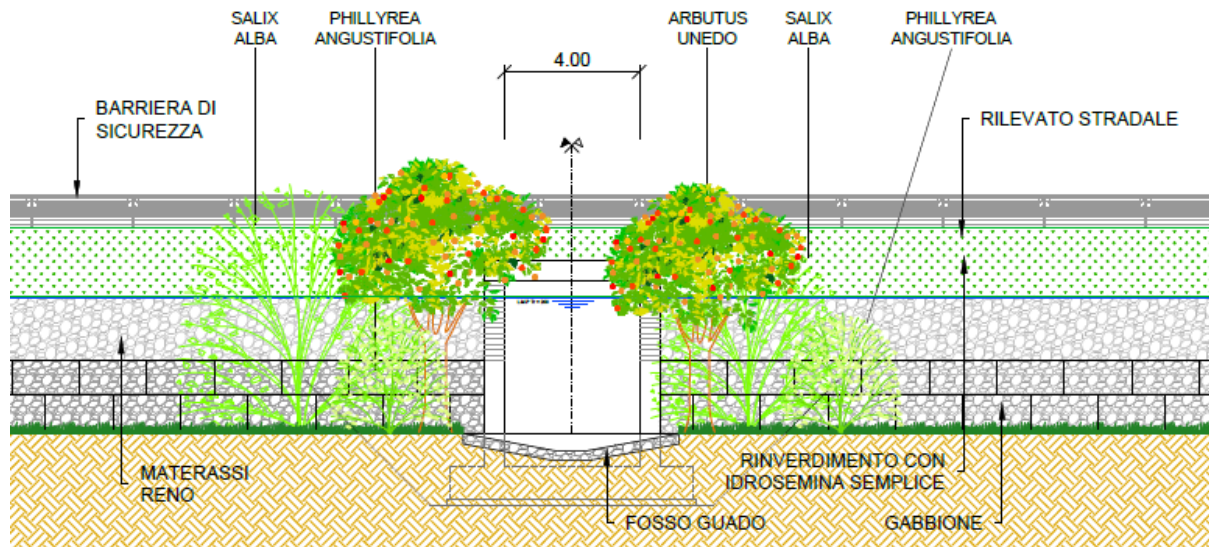 SALIX
ALBA
PHILLYREA
ANGUSTIFOLIA
ARBUTUS
UNEDO
SALIX
ALBA
PHILLYREA
ANGUSTIFOLIA
4.00
BARRIERA DI
SICUREZZA
RILEVATO STRADALE
MATERASSI
RENO
RINVERDIMENTO CON
IDROSEMINA SEMPLICE
FOSSO GUADO
GABBIONE